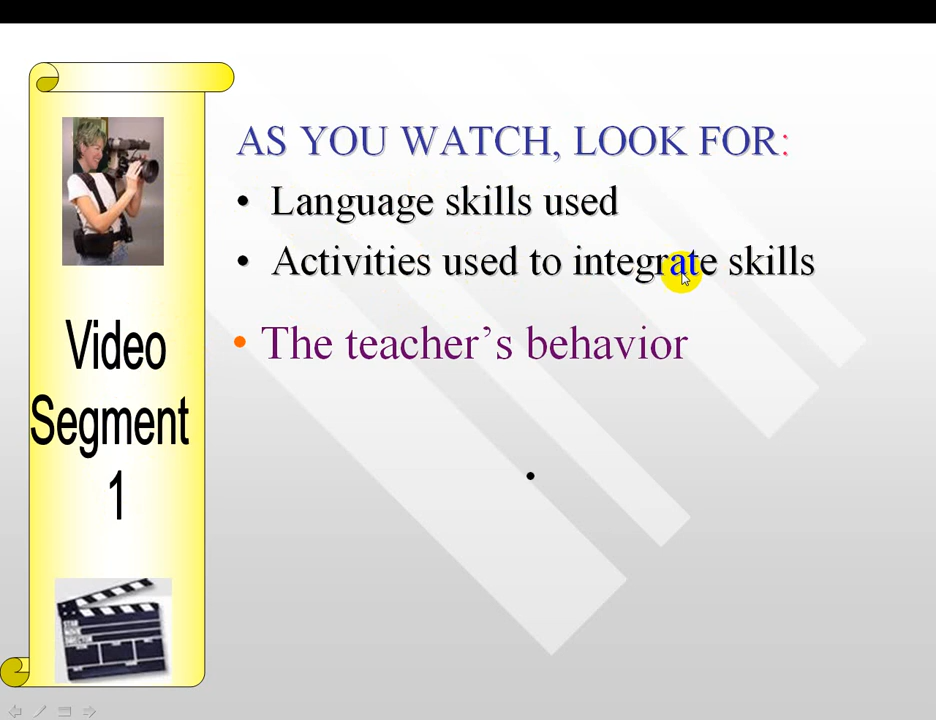 AS YOU WATCH, LOOK FOR:
• Language skills used
• Activities used to integrate skills
• The teacher’s behavior
•
Video
Segment
1